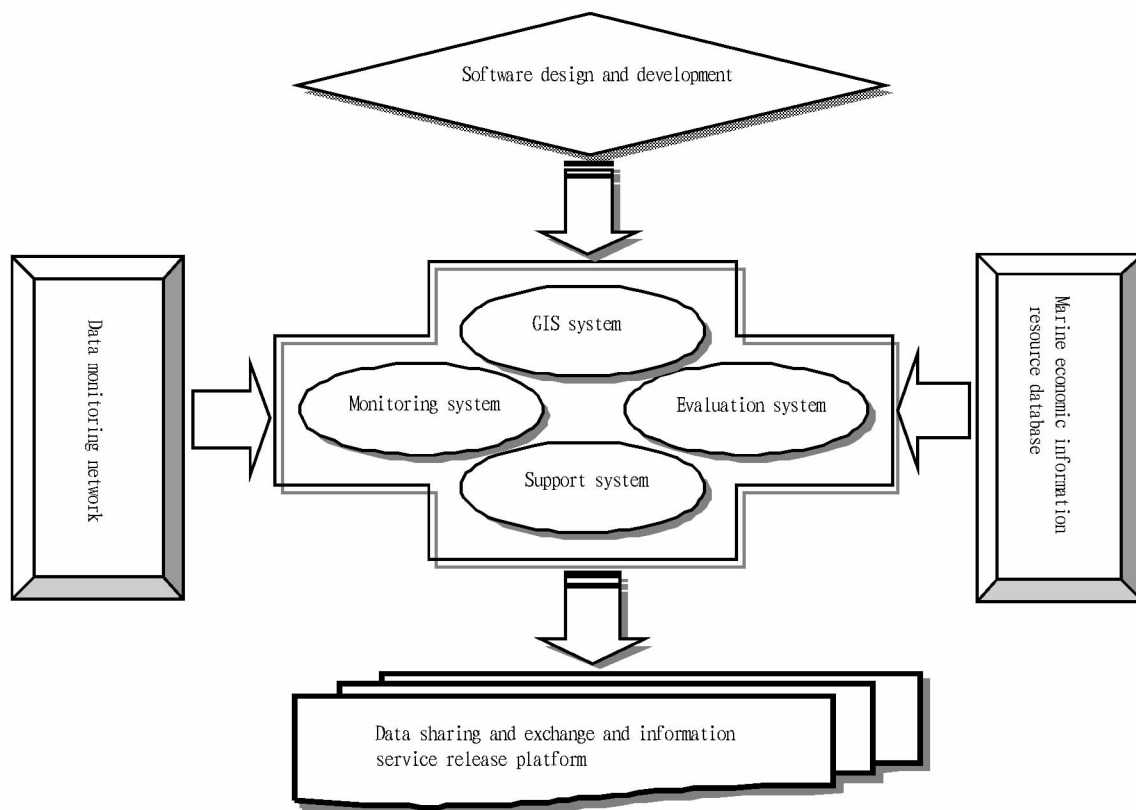 Software design and development
GIS system
Monitoring system
Evaluation system
Support system
Data monitoring network
Marine economic information
resource database
Data sharing and exchange and information
service release platform